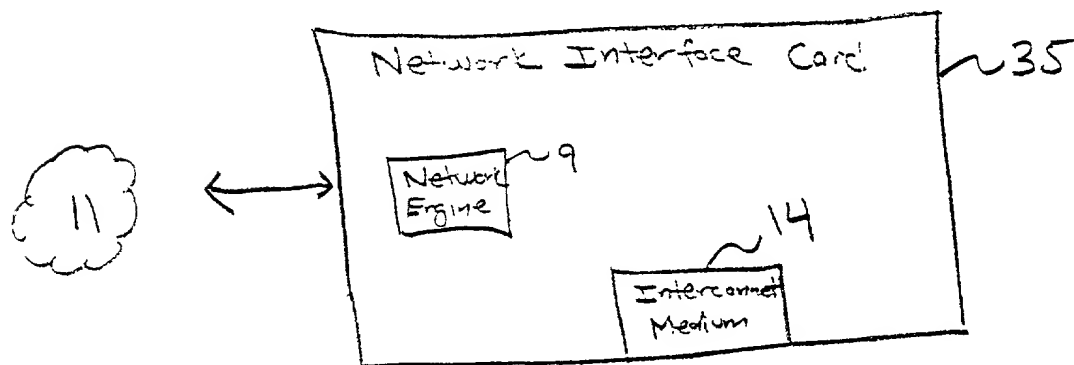 Network Interface Card
35
11
Network
Engine
9
14
Interconnect
Medium